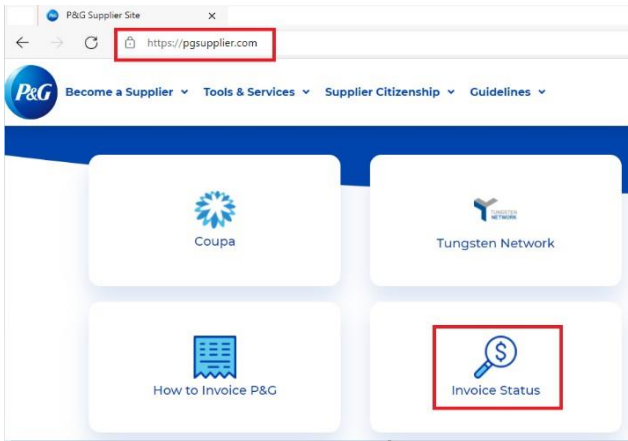 P&G Supplier Site
https://pgsupplier.com
P&G Become a Supplier Tools & Services Supplier Citizenship Guidelines
Coupa
TUNGSTEN
NETWORK
Tungsten Network
$
How to Invoice P&G
Invoice Status